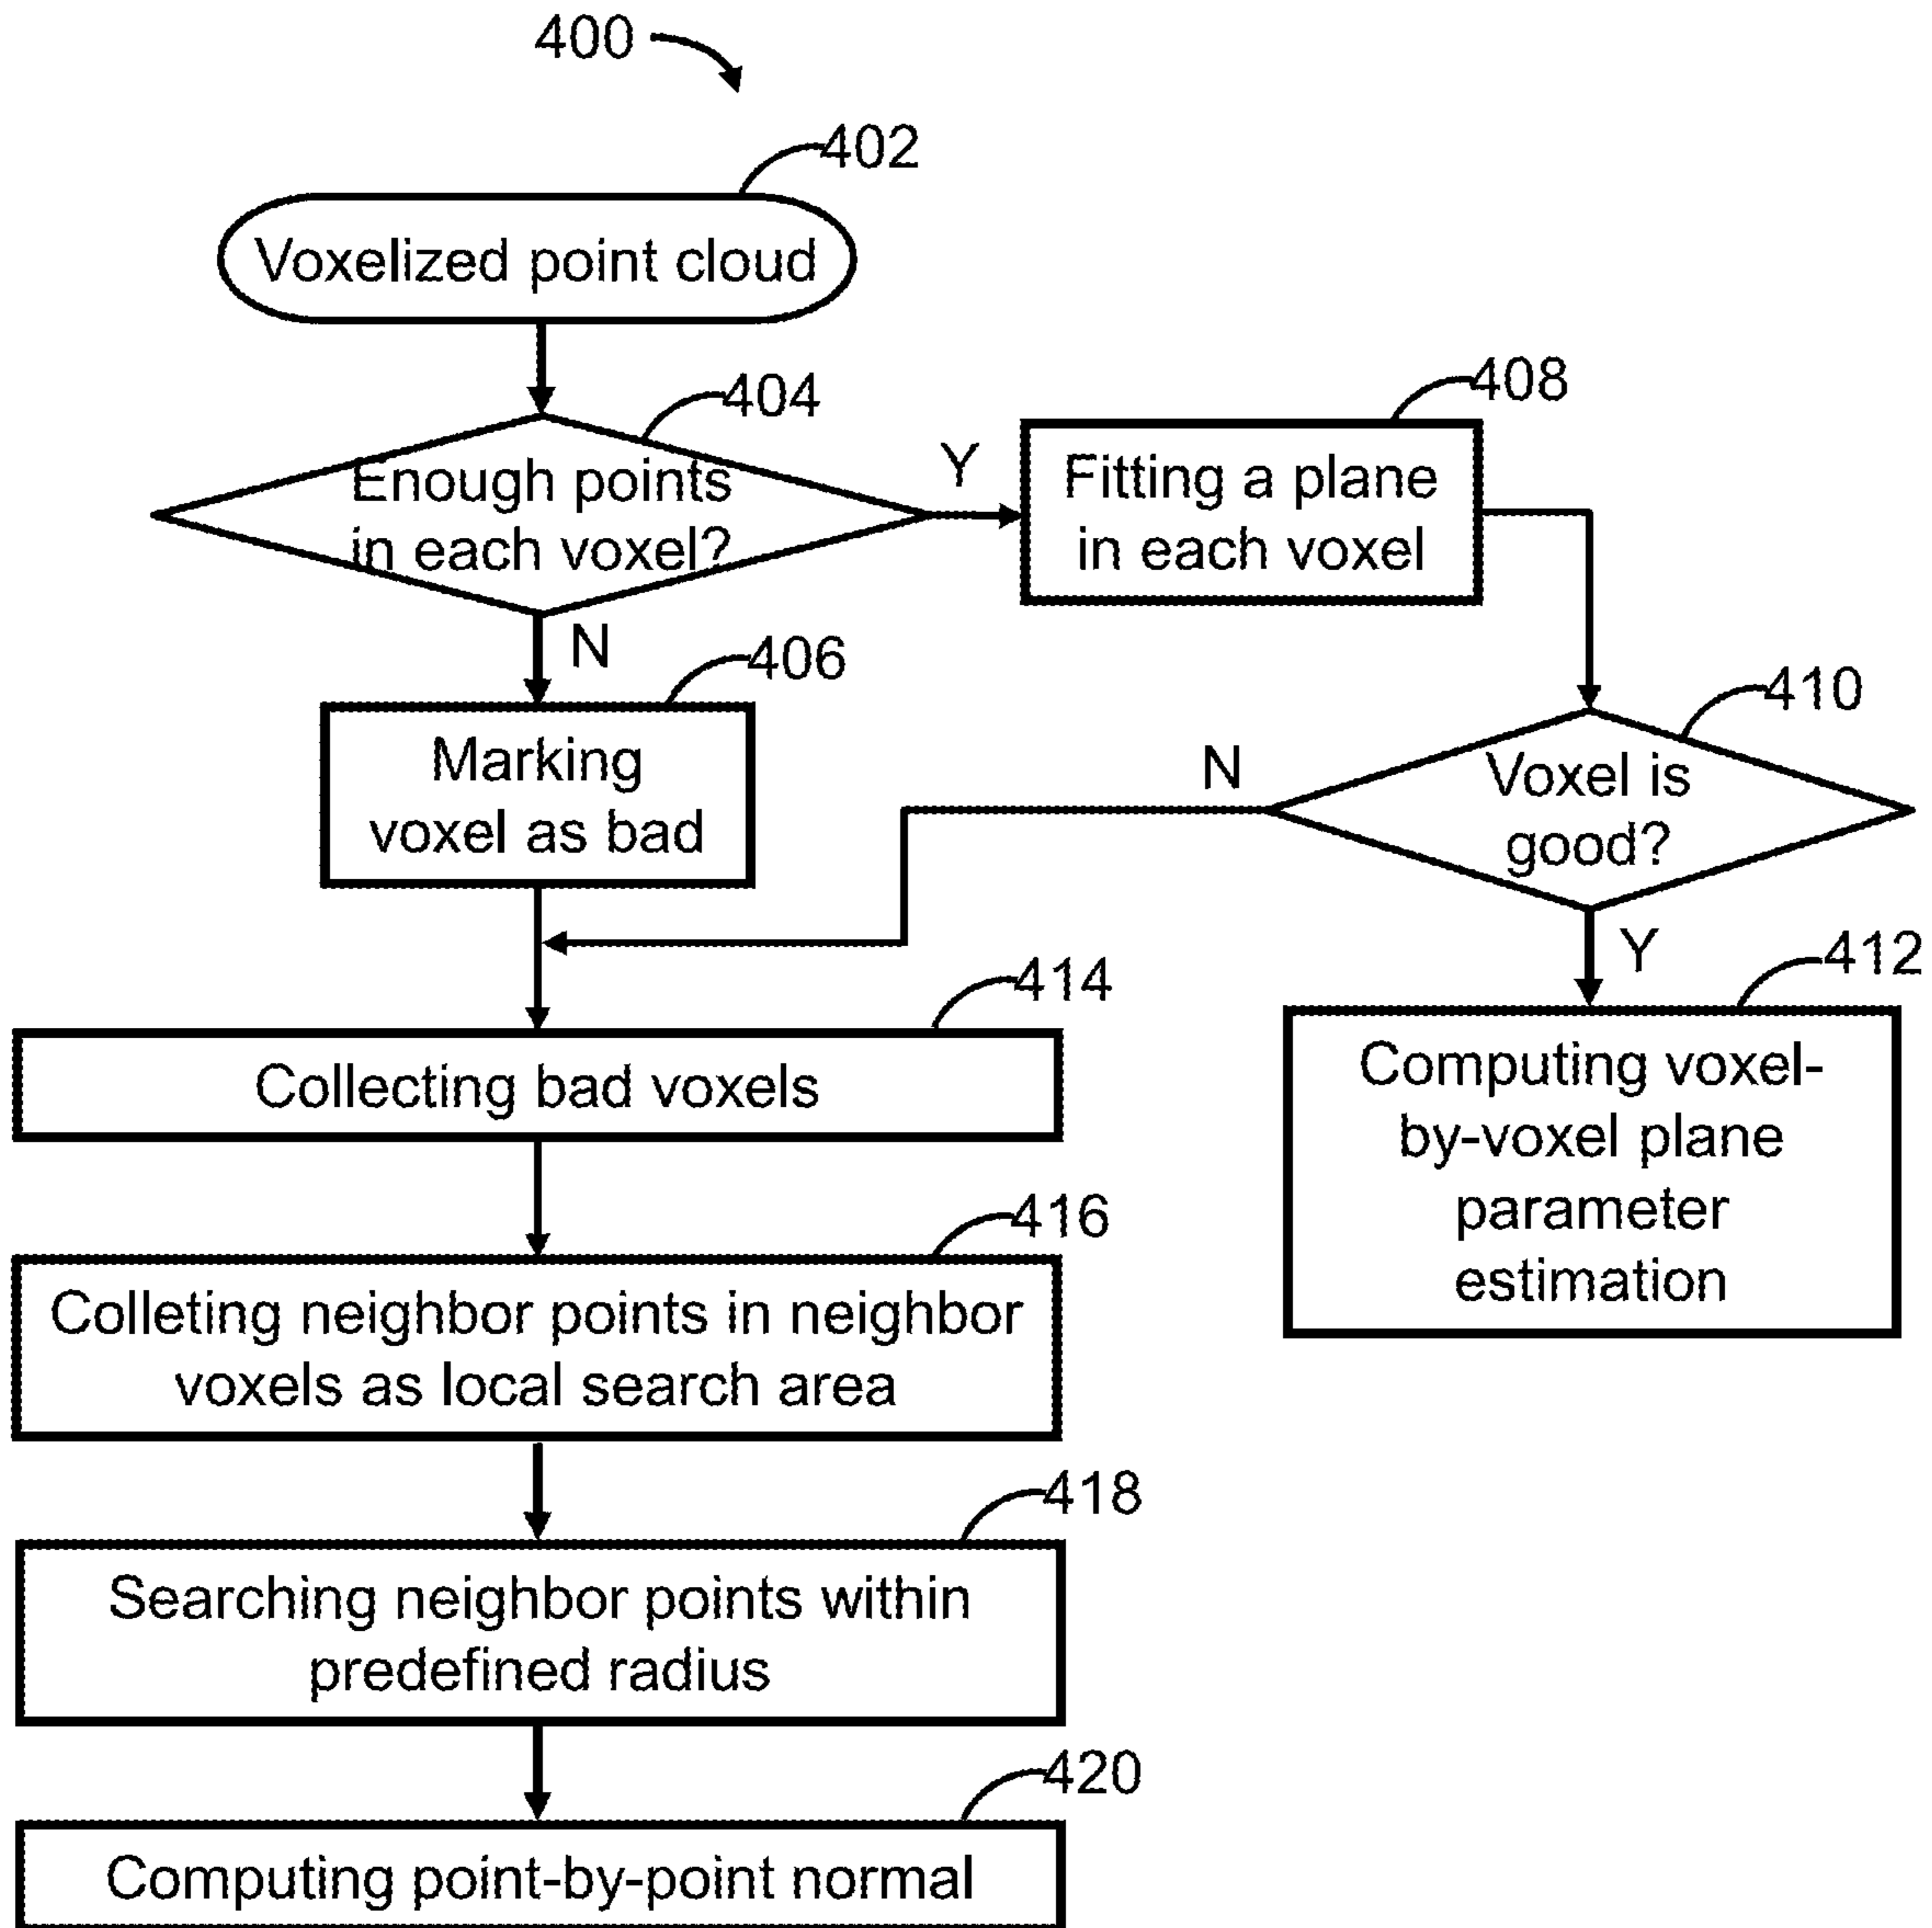 400
402
Voxelized point cloud
404
Enough points
in each voxel?
Y
408
Fitting a plane
in each voxel
N
406
Marking
voxel as bad
410
Voxel is
good?
N
Y
412
Computing voxel-
by-voxel plane
parameter
estimation
414
Collecting bad voxels
416
Colleting neighbor points in neighbor
voxels as local search area
418
Searching neighbor points within
predefined radius
420
Computing point-by-point normal